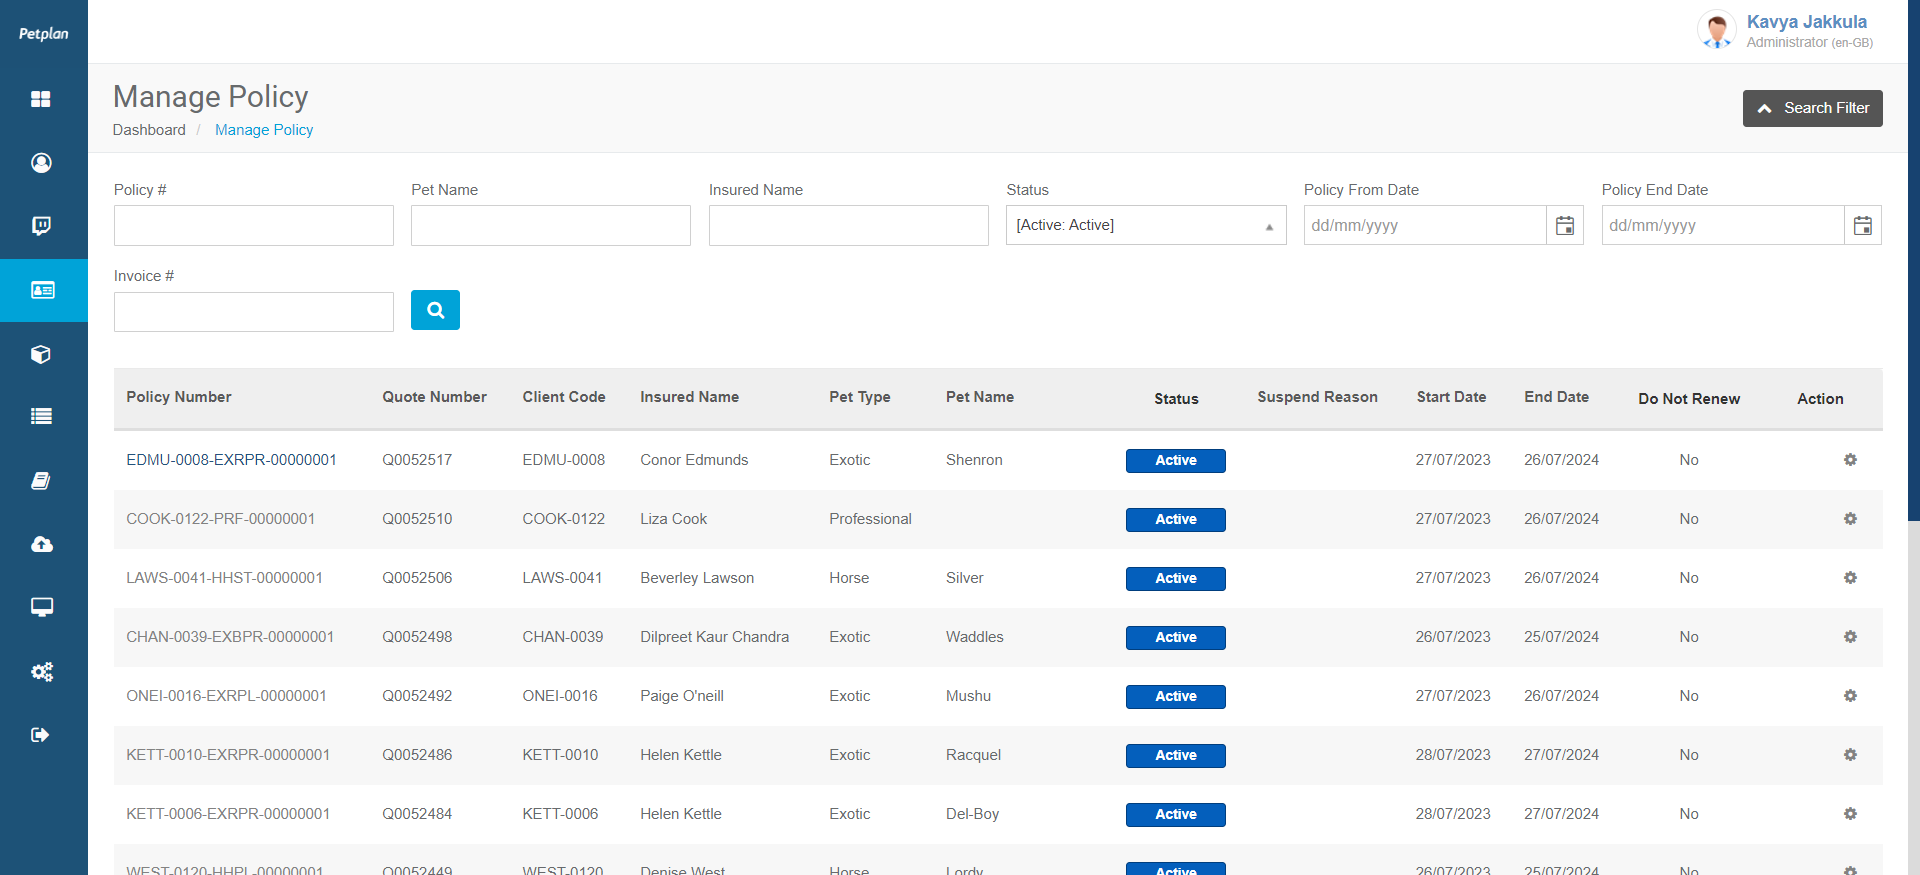 Petplan
Kavya Jakkula
Administrator (en-GB)
Manage Policy
Dashboard / Manage Policy
Search Filter
Policy # Pet Name Insured Name Status Policy From Date Policy End Date
[Active: Active] dd/mm/yyyy dd/mm/yyyy
Invoice #
Policy Number Quote Number Client Code Insured Name Pet Type Pet Name Status Suspend Reason Start Date End Date Do Not Renew Action
EDMU-0008-EXRPR-00000001 Q0052517 EDMU-0008 Conor Edmunds Exotic Shenron Active 27/07/2023 26/07/2024 No
COOK-0122-PRF-00000001 Q0052510 COOK-0122 Liza Cook Professional Active 27/07/2023 26/07/2024 No
LAWS-0041-HHST-00000001 Q0052506 LAWS-0041 Beverley Lawson Horse Silver Active 27/07/2023 26/07/2024 No
CHAN-0039-EXBPR-00000001 Q0052498 CHAN-0039 Dilpreet Kaur Chandra Exotic Waddles Active 26/07/2023 25/07/2024 No
ONEI-0016-EXRPL-00000001 Q0052492 ONEI-0016 Paige O'neill Exotic Mushu Active 27/07/2023 26/07/2024 No
KETT-0010-EXRPR-00000001 Q0052486 KETT-0010 Helen Kettle Exotic Racquel Active 28/07/2023 27/07/2024 No
KETT-0006-EXRPR-00000001 Q0052484 KETT-0006 Helen Kettle Exotic Del-Boy Active 28/07/2023 27/07/2024 No
WEST-0120-HHPL-00000001 Q0052449 WEST-0120 Denise West Horse Lordy Active 26/07/2023 25/07/2024 No